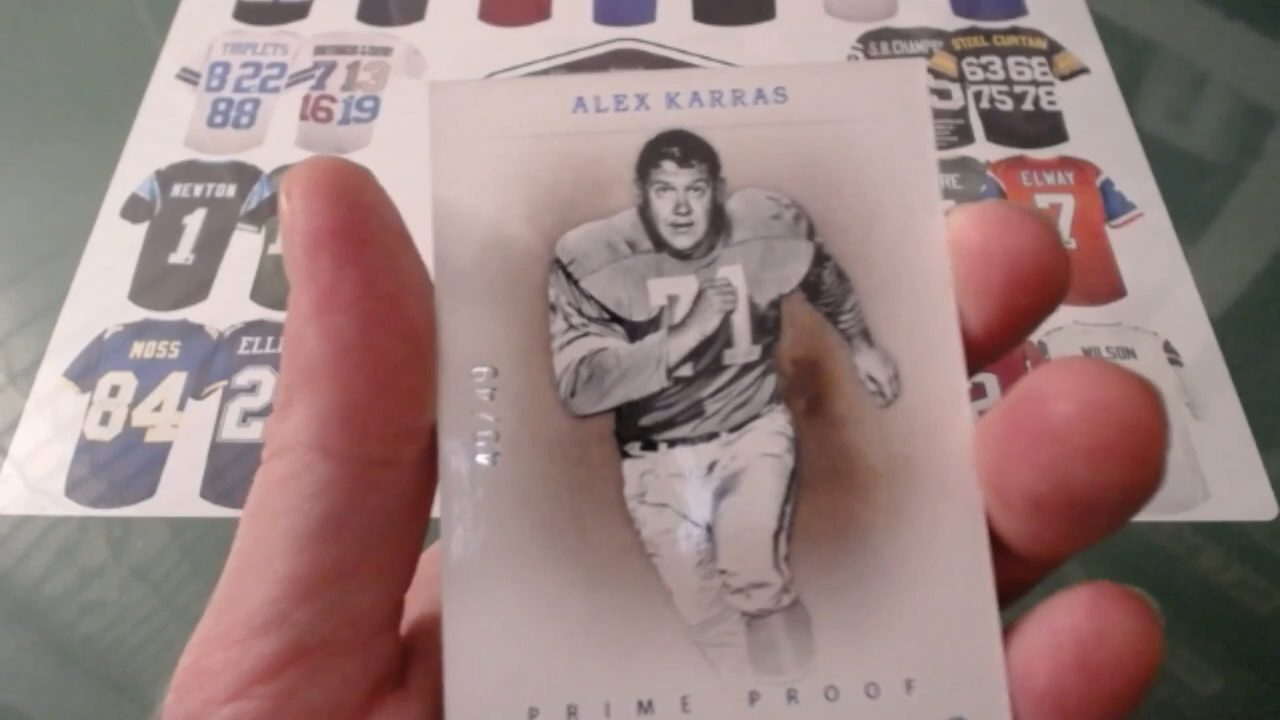 TRIPLETS
8 22
88
7 13
16 19
S.B. CHAMPS
STEEL CURTAIN
63 68
75 78
ALEX KARRAS
NEWTON
1
ELWAY
7
71
MOSS
84
2
WILSON
49/49
PRIME PROOF